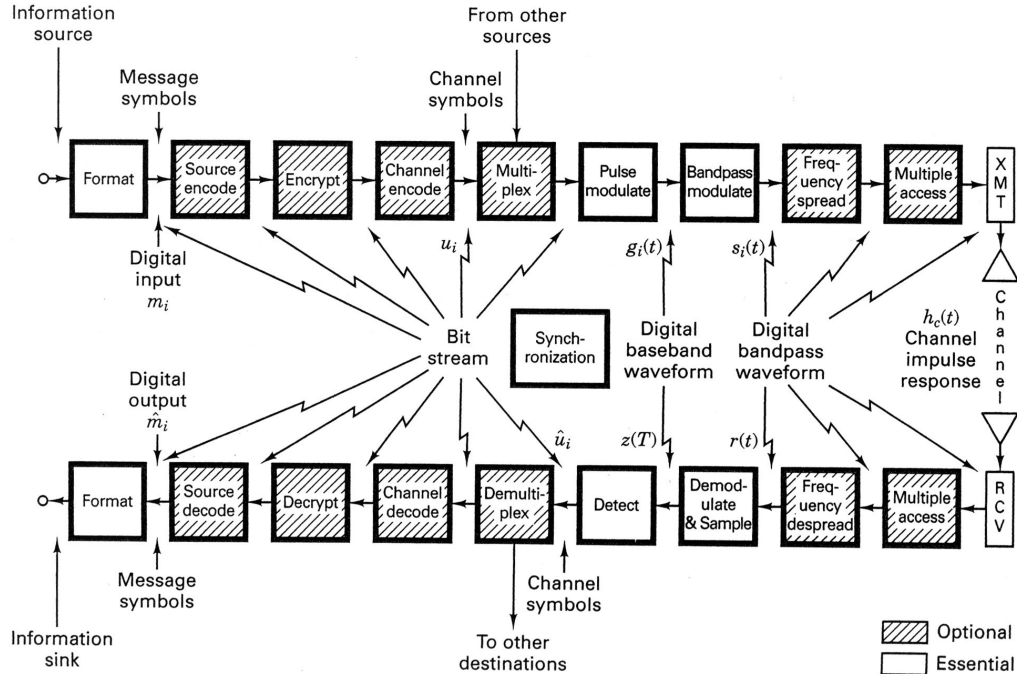 Information
source
From other
sources
Message
symbols
Channel
symbols
Format
Source
encode
Encrypt
Channel
encode
Multi-
plex
Pulse
modulate
Bandpass
modulate
Freq-
uency
spread
Multiple
access
X
M
T
Digital
input
m_i
u_i
g_i(t)
s_i(t)
Bit
stream
Synch-
ronization
Digital
baseband
waveform
Digital
bandpass
waveform
h_c(t)
Channel
impulse
response
C
h
a
n
n
e
l
Digital
output
m̂_i
û_i
z(T)
r(t)
Format
Source
decode
Decrypt
Channel
decode
Demulti-
plex
Detect
Demod-
ulate
& Sample
Freq-
uency
despread
Multiple
access
R
C
V
Message
symbols
Channel
symbols
Information
sink
To other
destinations
Optional
Essential